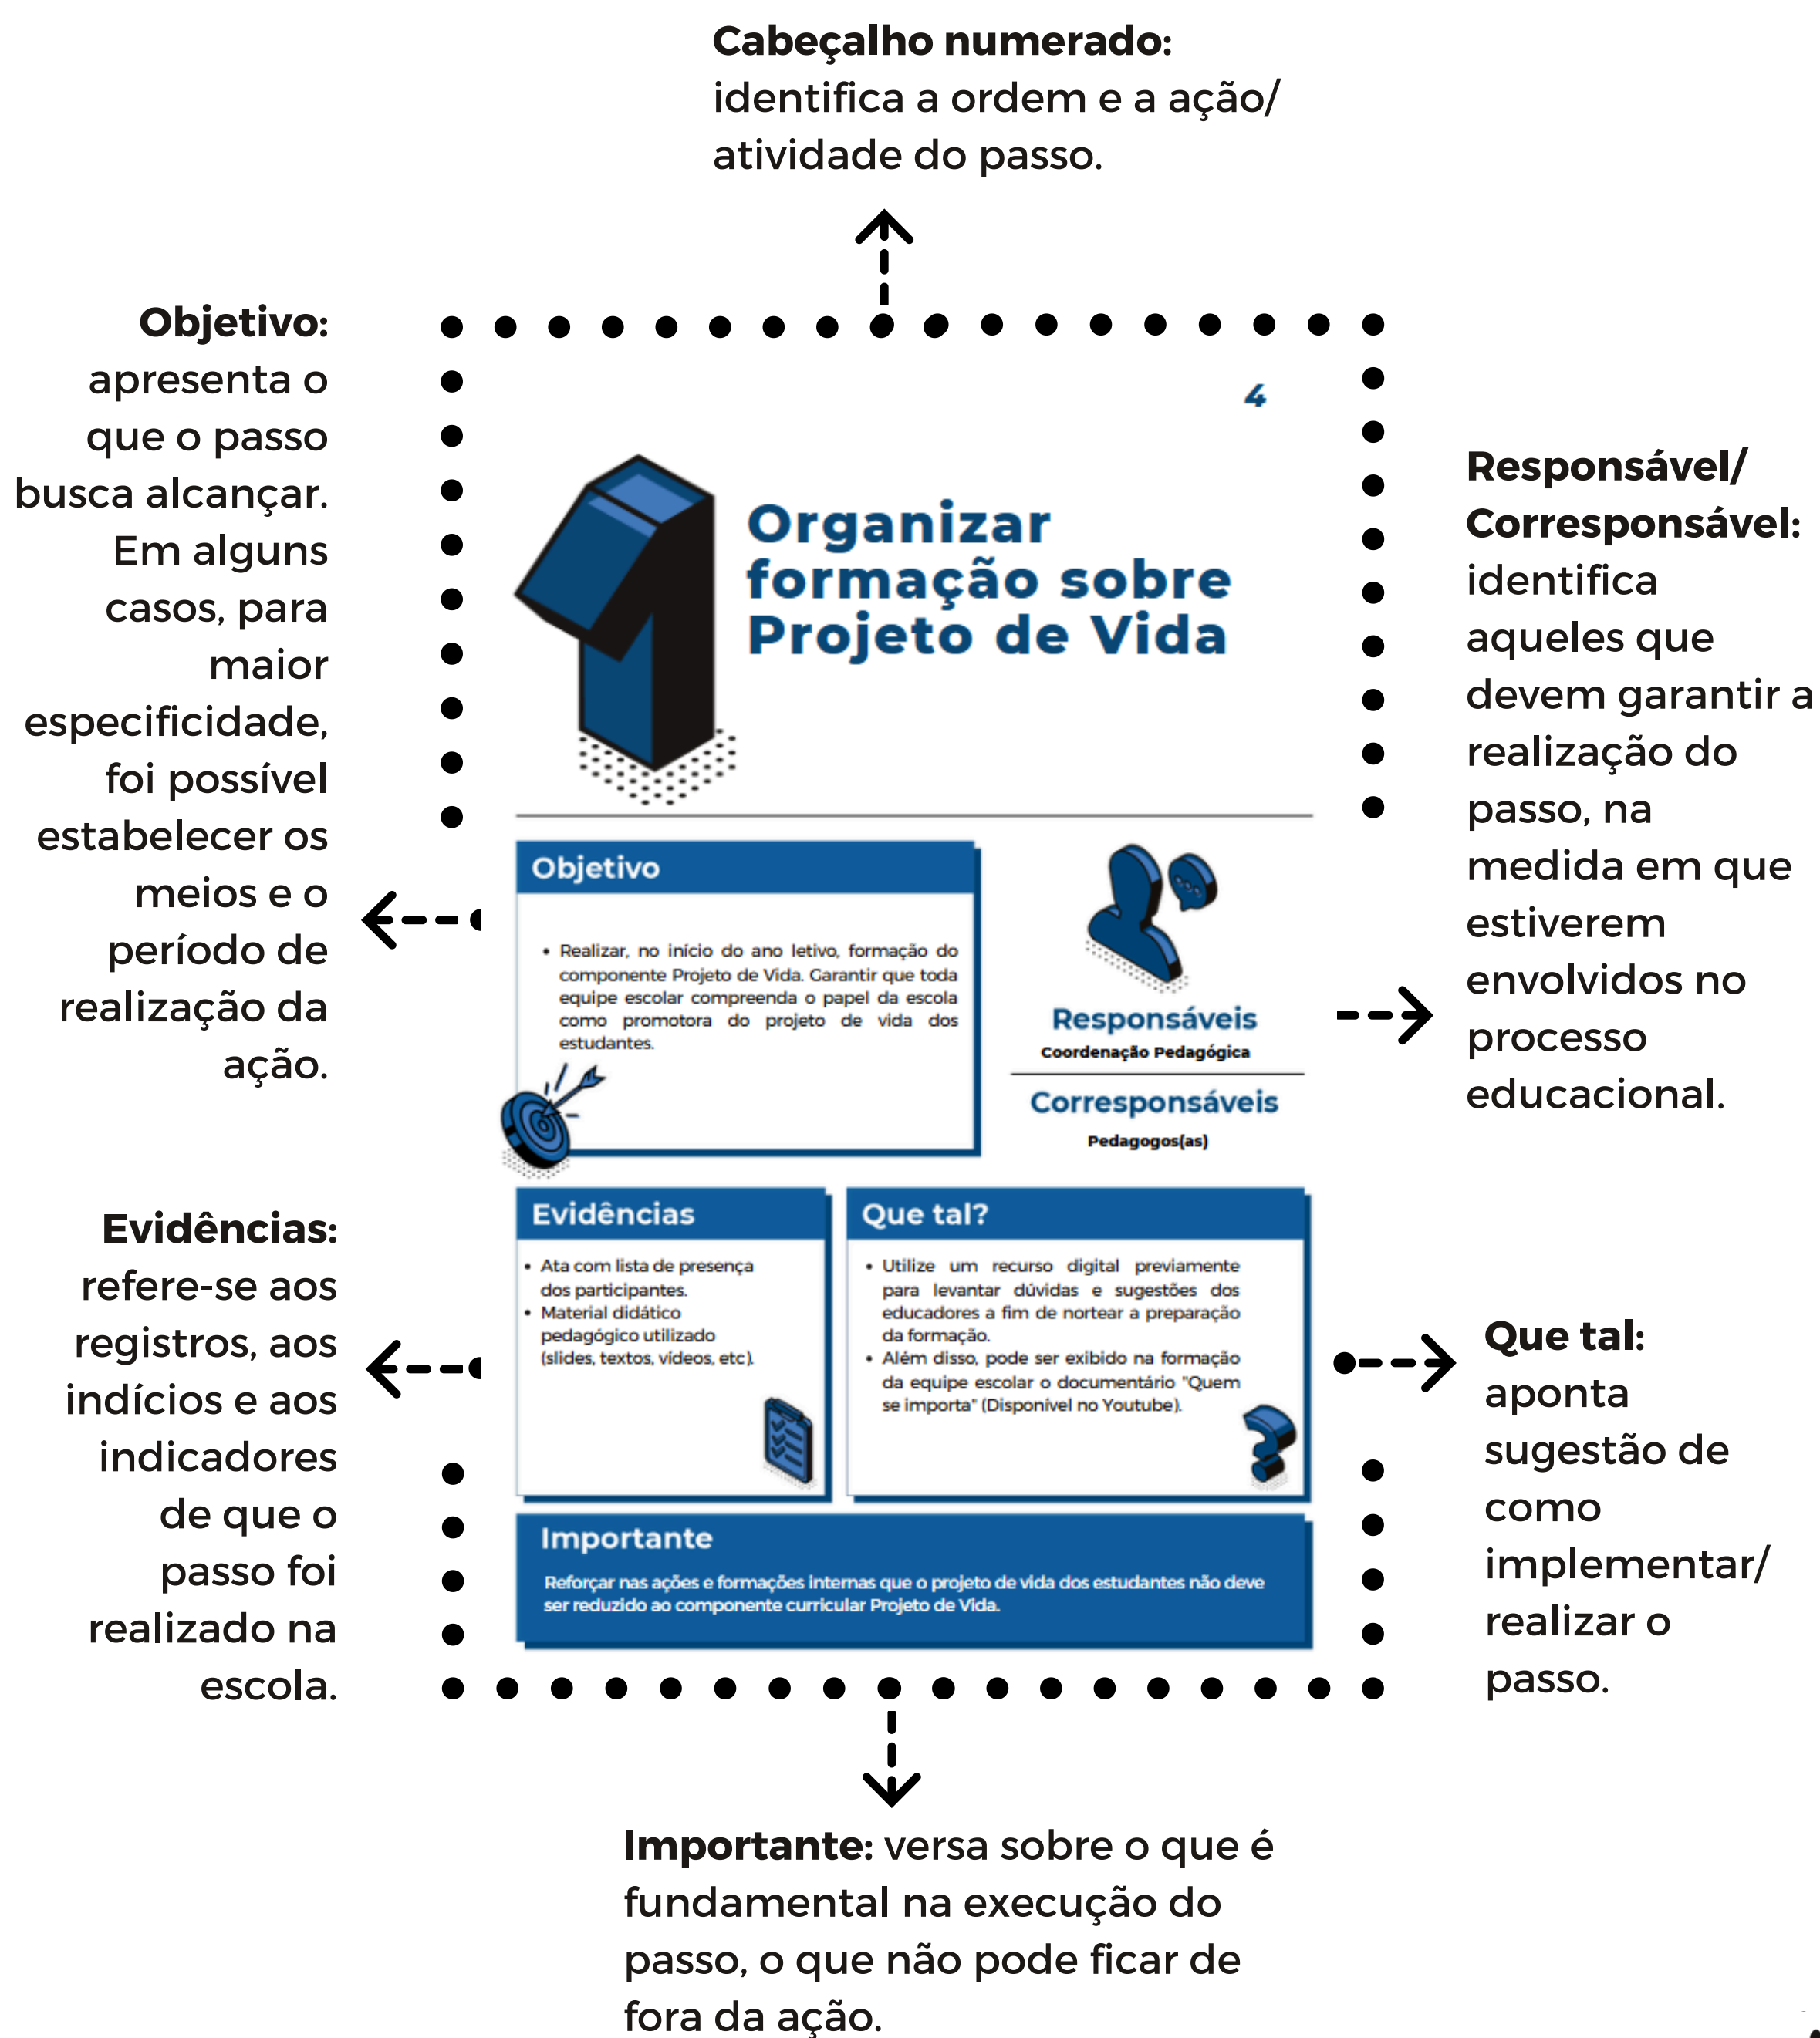 Cabeçalho numerado:
identifica a ordem e a ação/
atividade do passo.
Objetivo:
apresenta o
que o passo
busca alcançar.
Em alguns
casos, para
maior
especificidade,
foi possível
estabelecer os
meios e o
período de
realização da
ação.
4
1
Organizar
formação sobre
Projeto de Vida
Responsável/
Corresponsável:
identifica
aqueles que
devem garantir a
realização do
passo, na
medida em que
estiverem
envolvidos no
processo
educacional.
Objetivo
• Realizar, no início do ano letivo, formação do
componente Projeto de Vida. Garantir que toda
equipe escolar compreenda o papel da escola
como promotora do projeto de vida dos
estudantes.
Responsáveis
Coordenação Pedagógica
Corresponsáveis
Pedagogos(as)
Evidências:
refere-se aos
registros, aos
indícios e aos
indicadores
de que o
passo foi
realizado na
escola.
Evidências
• Ata com lista de presença
dos participantes.
• Material didático
pedagógico utilizado
(slides, textos, vídeos, etc).
Que tal?
• Utilize um recurso digital previamente
para levantar dúvidas e sugestões dos
educadores a fim de nortear a preparação
da formação.
• Além disso, pode ser exibido na formação
da equipe escolar o documentário "Quem
se importa" (Disponível no Youtube).
Que tal:
aponta
sugestão de
como
implementar/
realizar o
passo.
Importante
Reforçar nas ações e formações internas que o projeto de vida dos estudantes não deve
ser reduzido ao componente curricular Projeto de Vida.
Importante: versa sobre o que é
fundamental na execução do
passo, o que não pode ficar de
fora da ação.